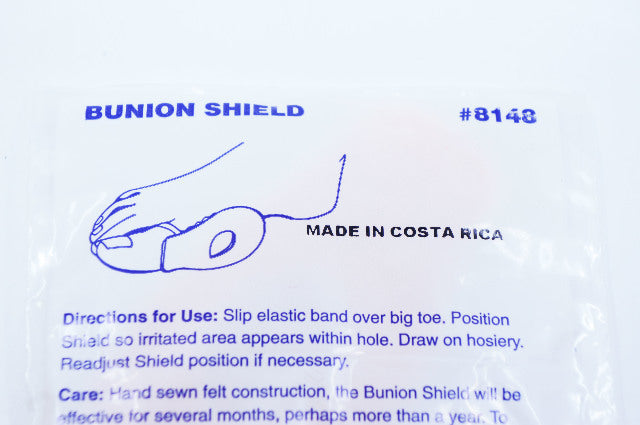 BUNION SHIELD #8148
MADE IN COSTA RICA
Directions for Use: Slip elastic band over big toe. Position
Shield so irritated area appears within hole. Draw on hosiery.
Readjust Shield position if necessary.
Care: Hand sewn felt construction, the Bunion Shield will be
effective for several months, perhaps more than a year. To